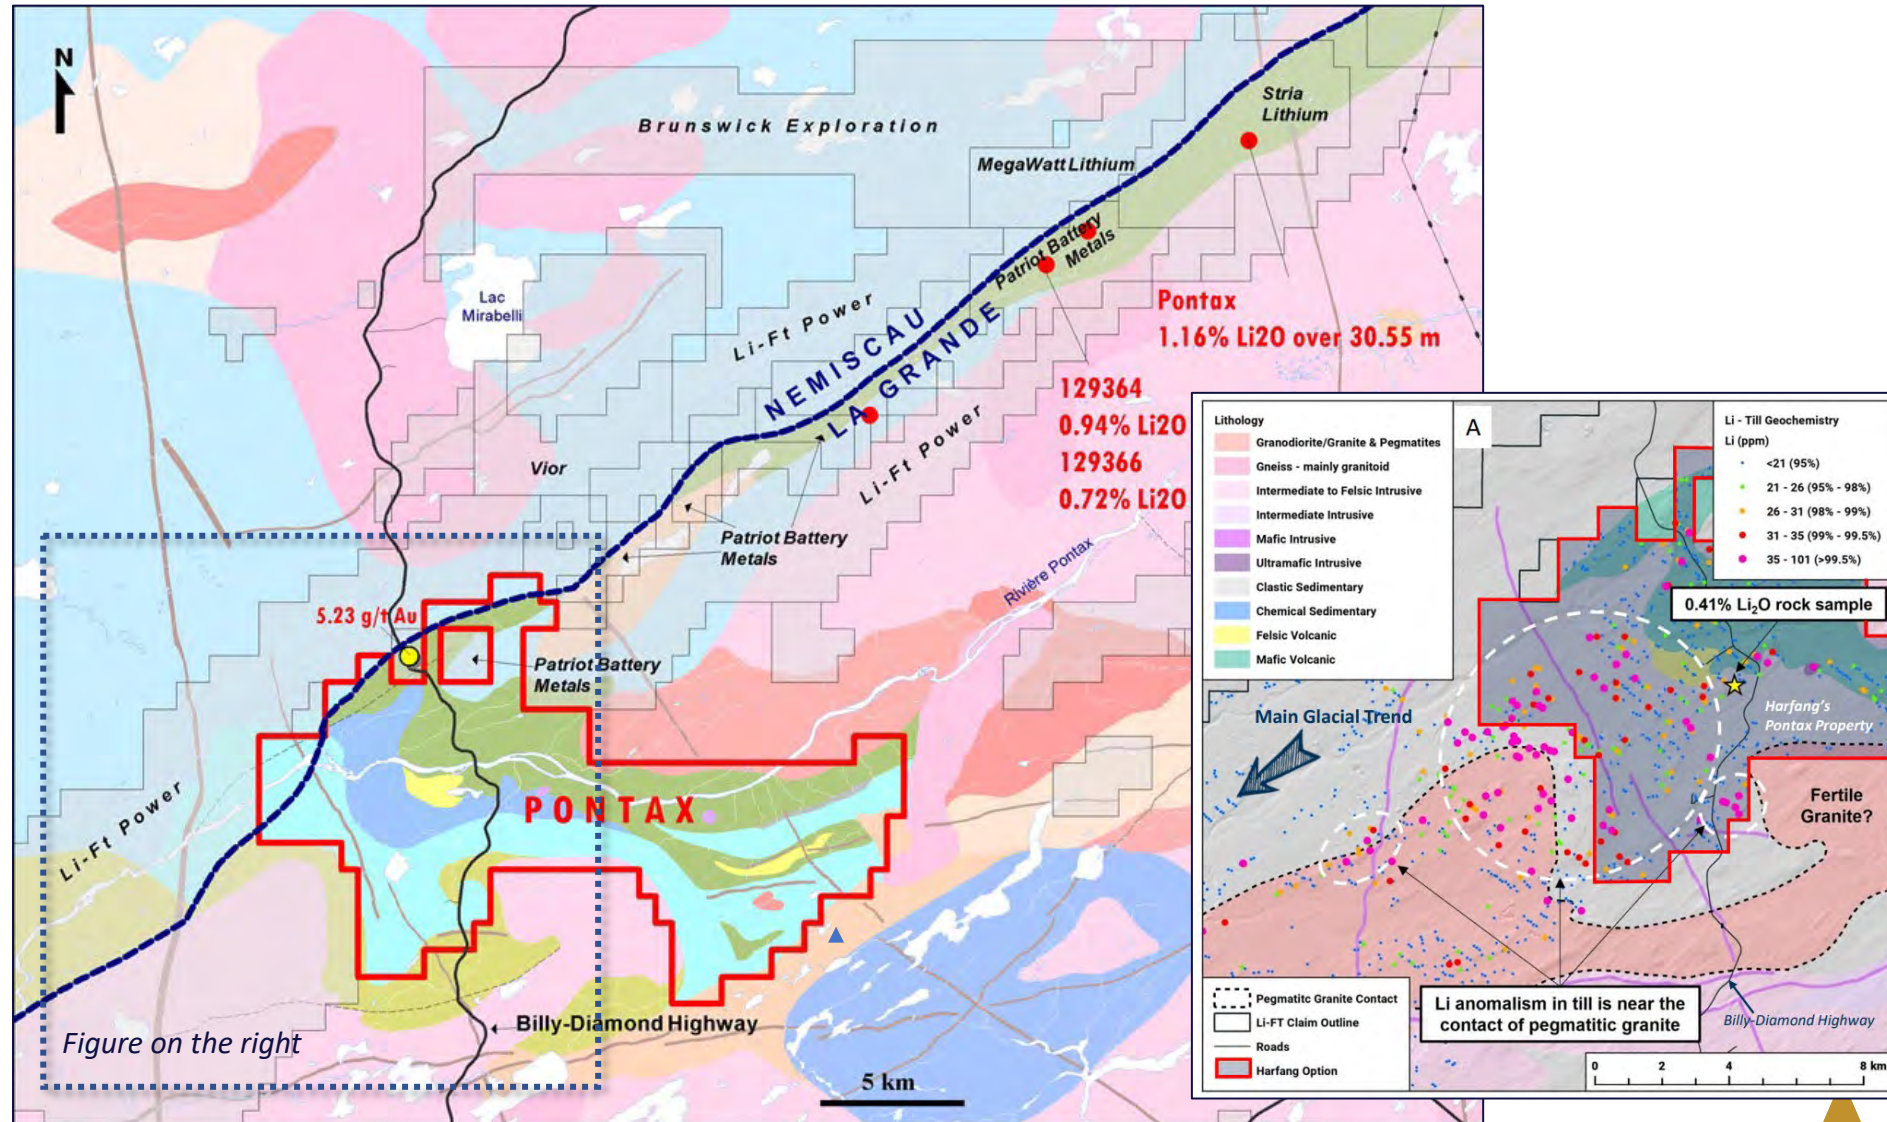 N
Brunswick Exploration
Stria
Lithium
MegaWatt Lithium
Patriot Battery
Metals
Lac
Mirabelli
Li-Ft Power
NEMISCAU
LA GRANDE
Pontax
1.16% Li2O over 30.55 m
129364
0.94% Li2O
129366
0.72% Li2O
Li-Ft Power
Vior
Patriot Battery
Metals
Rivière Pontax
5.23 g/t Au
Patriot Battery
Metals
PONTAX
Li-Ft Power
Billy-Diamond Highway
Figure on the right
5 km
Lithology
Granodiorite/Granite & Pegmatites
Gneiss - mainly granitoid
Intermediate to Felsic Intrusive
Intermediate Intrusive
Mafic Intrusive
Ultramafic Intrusive
Clastic Sedimentary
Chemical Sedimentary
Felsic Volcanic
Mafic Volcanic
A
Li - Till Geochemistry
Li (ppm)
<21 (95%)
21 - 26 (95% - 98%)
26 - 31 (98% - 99%)
31 - 35 (99% - 99.5%)
35 - 101 (>99.5%)
0.41% Li₂O rock sample
Main Glacial Trend
Harfang's
Pontax Property
Fertile
Granite?
Pegmatic Granite Contact
Li-FT Claim Outline
Roads
Harfang Option
Li anomalism in till is near the
contact of pegmatitic granite
Billy-Diamond Highway
0 2 4 8 km